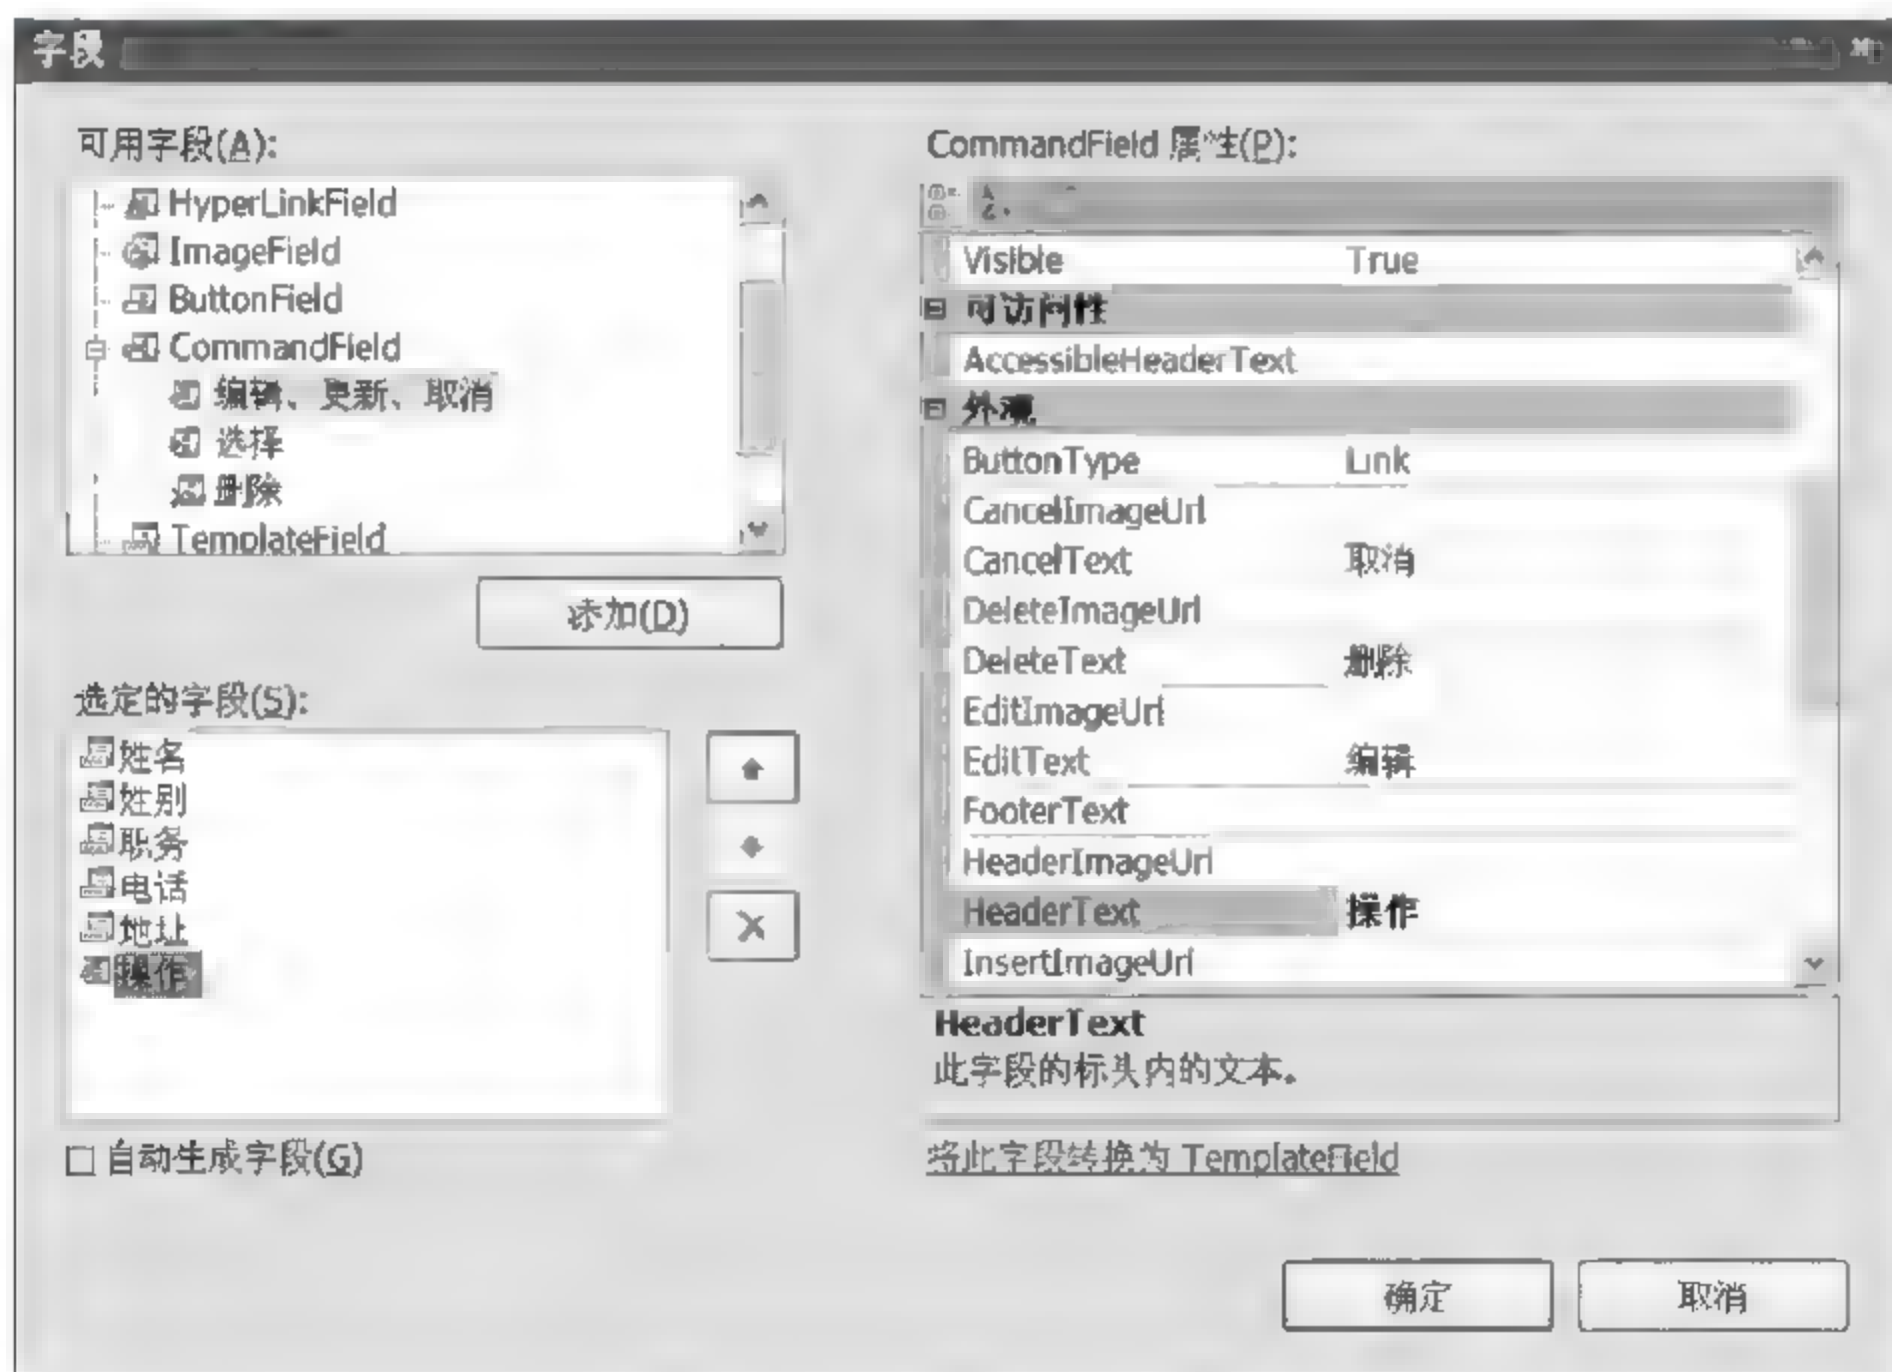 字段
可用字段(A):
HyperLinkField
ImageField
ButtonField
CommandField
编辑、更新、取消
选择
删除
TemplateField
添加(D)
选定的字段(S):
姓名
姓别
职务
电话
地址
操作
自动生成字段(G)
CommandField 属性(P):
Visible True
可访问性
AccessibleHeaderText
外观
ButtonType Link
CancelImageUrl
CancelText 取消
DeleteImageUrl
DeleteText 删除
EditImageUrl
EditText 编辑
FooterText
HeaderImageUrl
HeaderText 操作
InsertImageUrl
HeaderText
此字段的标头内的文本。
将此字段转换为 TemplateField
确定
取消